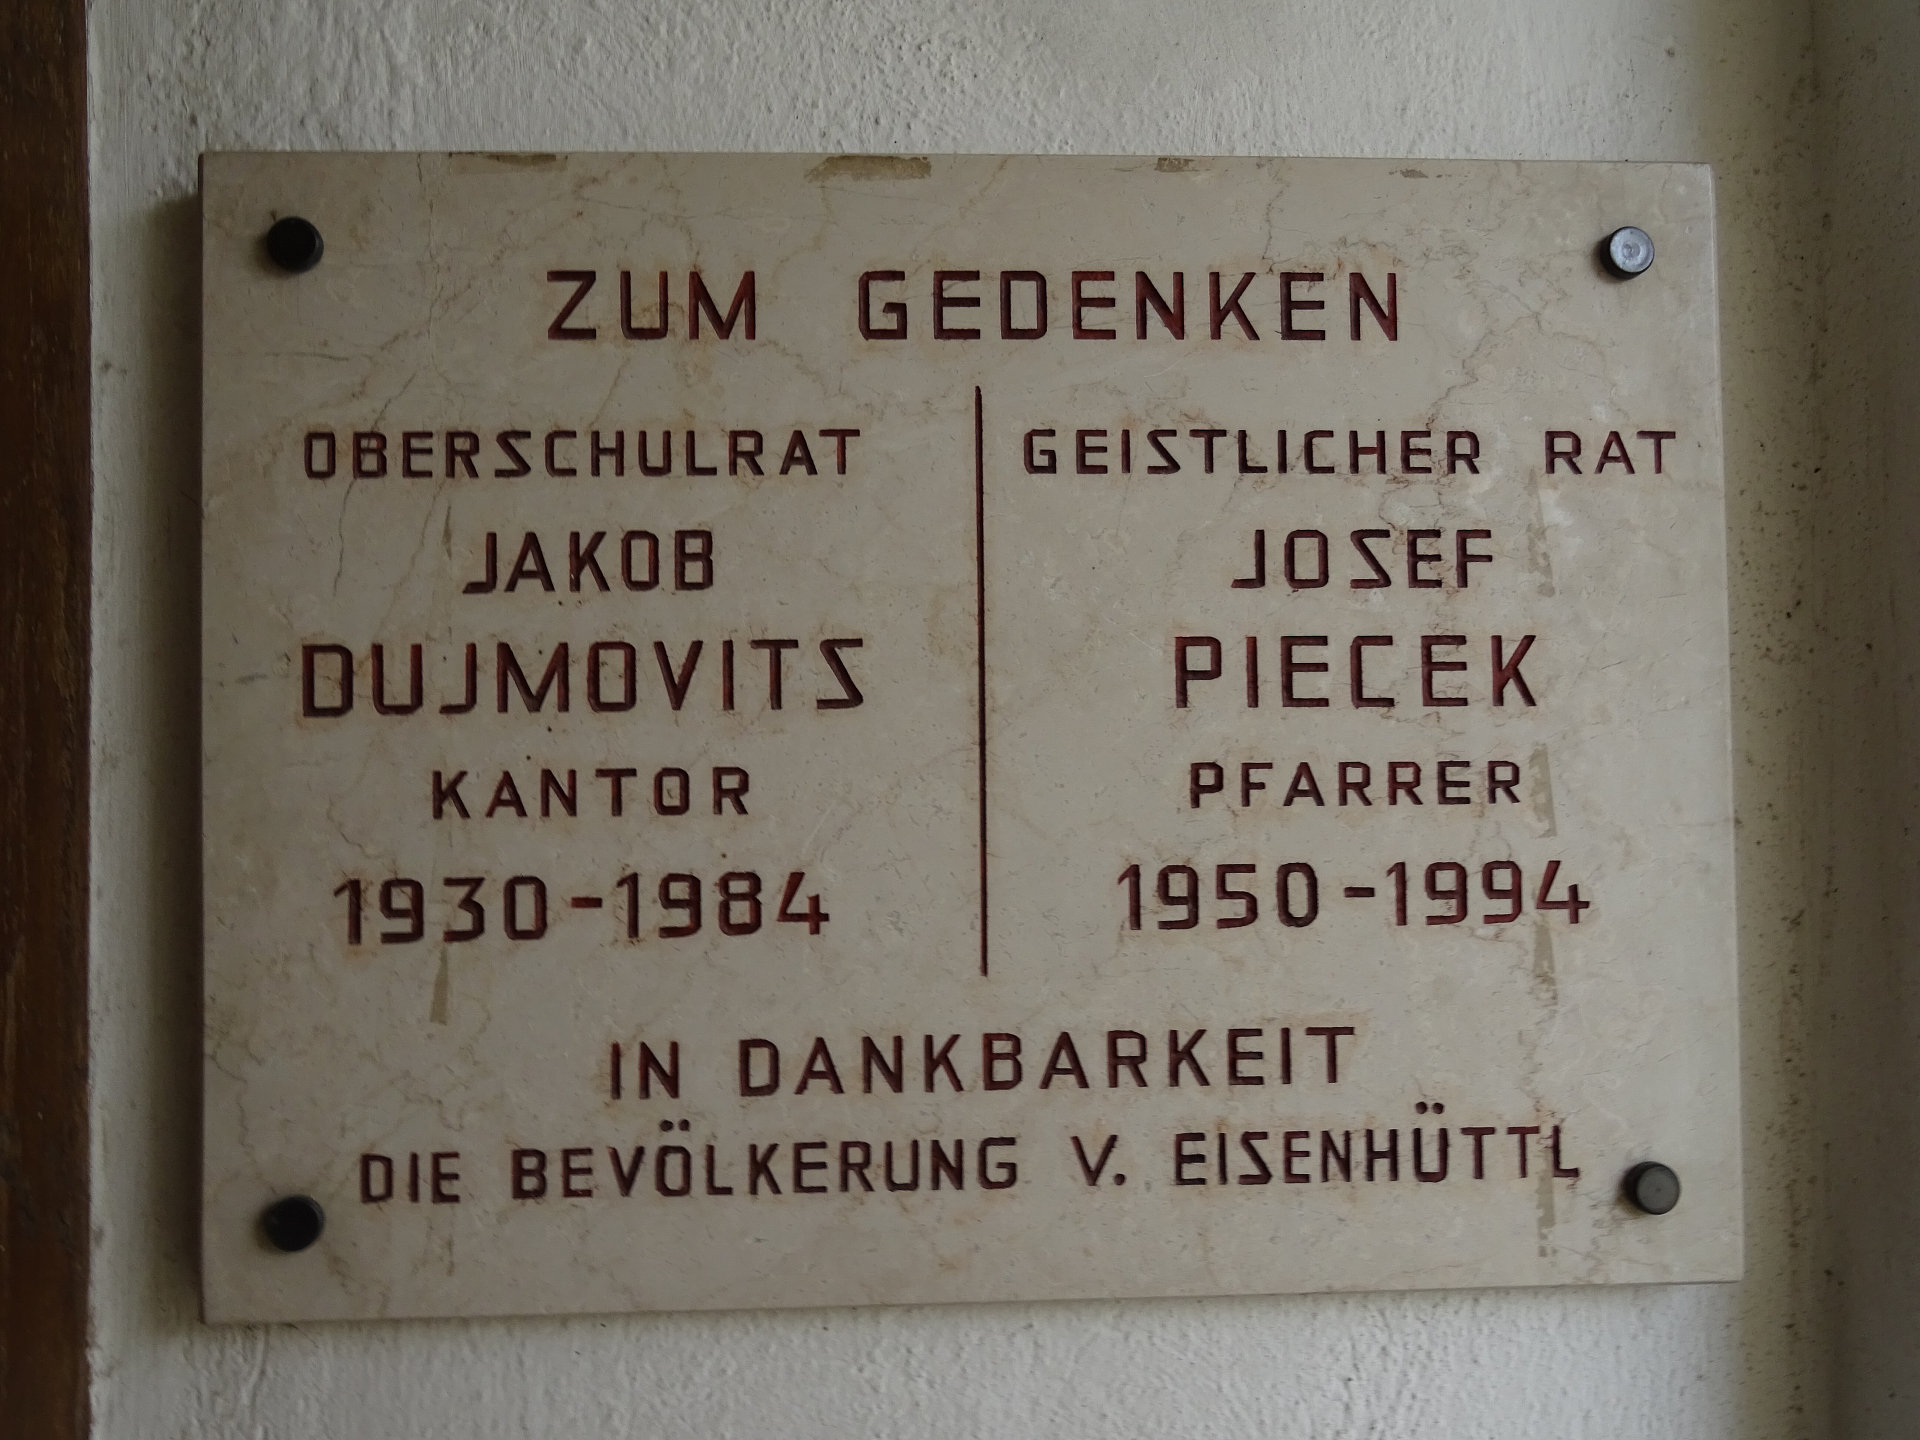 ZUM GEDENKEN
OBERSCHULRAT
JAKOB
DUJMOVITS
KANTOR
1930-1984
GEISTLICHER RAT
JOSEF
PIECEK
PFARRER
1950-1994
IN DANKBARKEIT
DIE BEVÖLKERUNG V. EISENHÜTTL